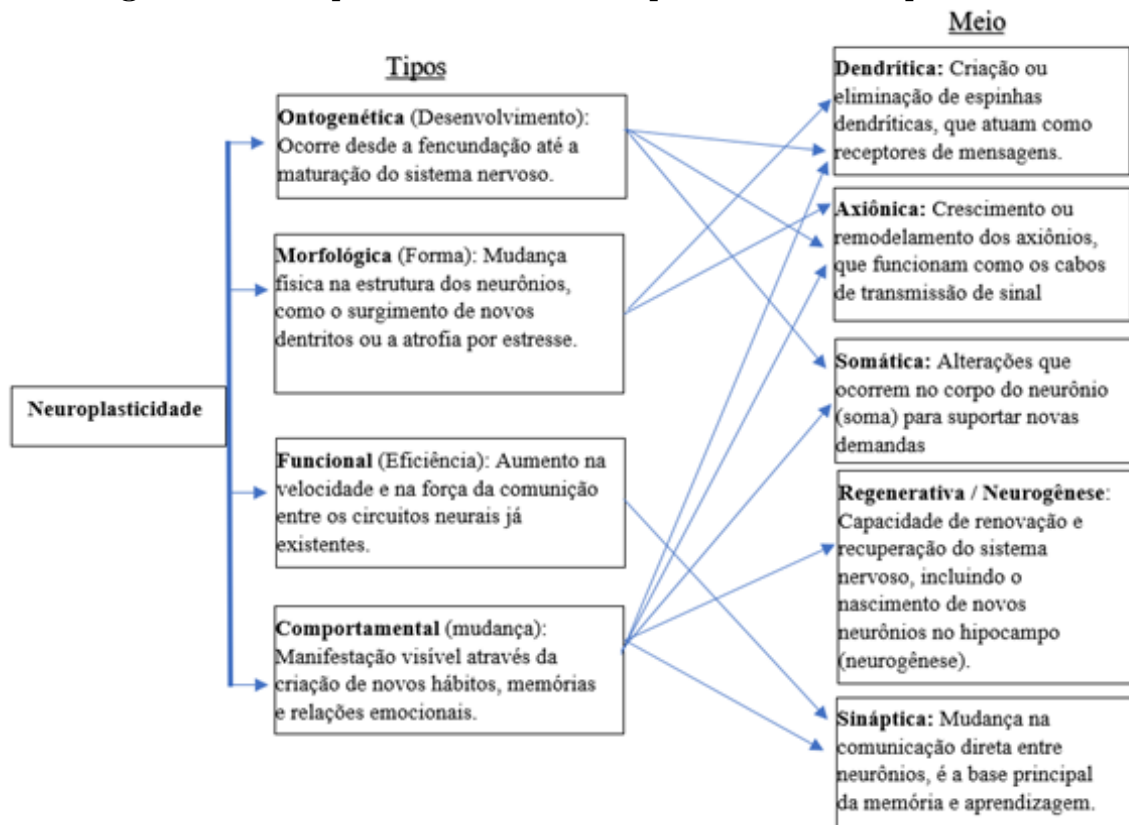 Meio
Tipos
Neuroplasticidade
Ontogenética (Desenvolvimento):
Ocorre desde a fencundação até a
maturação do sistema nervoso.
Morfológica (Forma): Mudança
física na estrutura dos neurônios,
como o surgimento de novos
dentritos ou a atrofia por estresse.
Funcional (Eficiência): Aumento na
velocidade e na força da comunição
entre os circuitos neurais já
existentes.
Comportamental (mudança):
Manifestação visível através da
criação de novos hábitos, memórias
e relações emocionais.
Dendrítica: Criação ou
eliminação de espinhas
dendríticas, que atuam como
receptores de mensagens.
Axiônica: Crescimento ou
remodelamento dos axiônios,
que funcionam como os cabos
de transmissão de sinal
Somática: Alterações que
ocorrem no corpo do neurônio
(soma) para suportar novas
demandas
Regenerativa / Neurogênese:
Capacidade de renovação e
recuperação do sistema
nervoso, incluindo o
nascimento de novos
neurônios no hipocampo
(neurogênese).
Sináptica: Mudança na
comunicação direta entre
neurônios, é a base principal
da memória e aprendizagem.